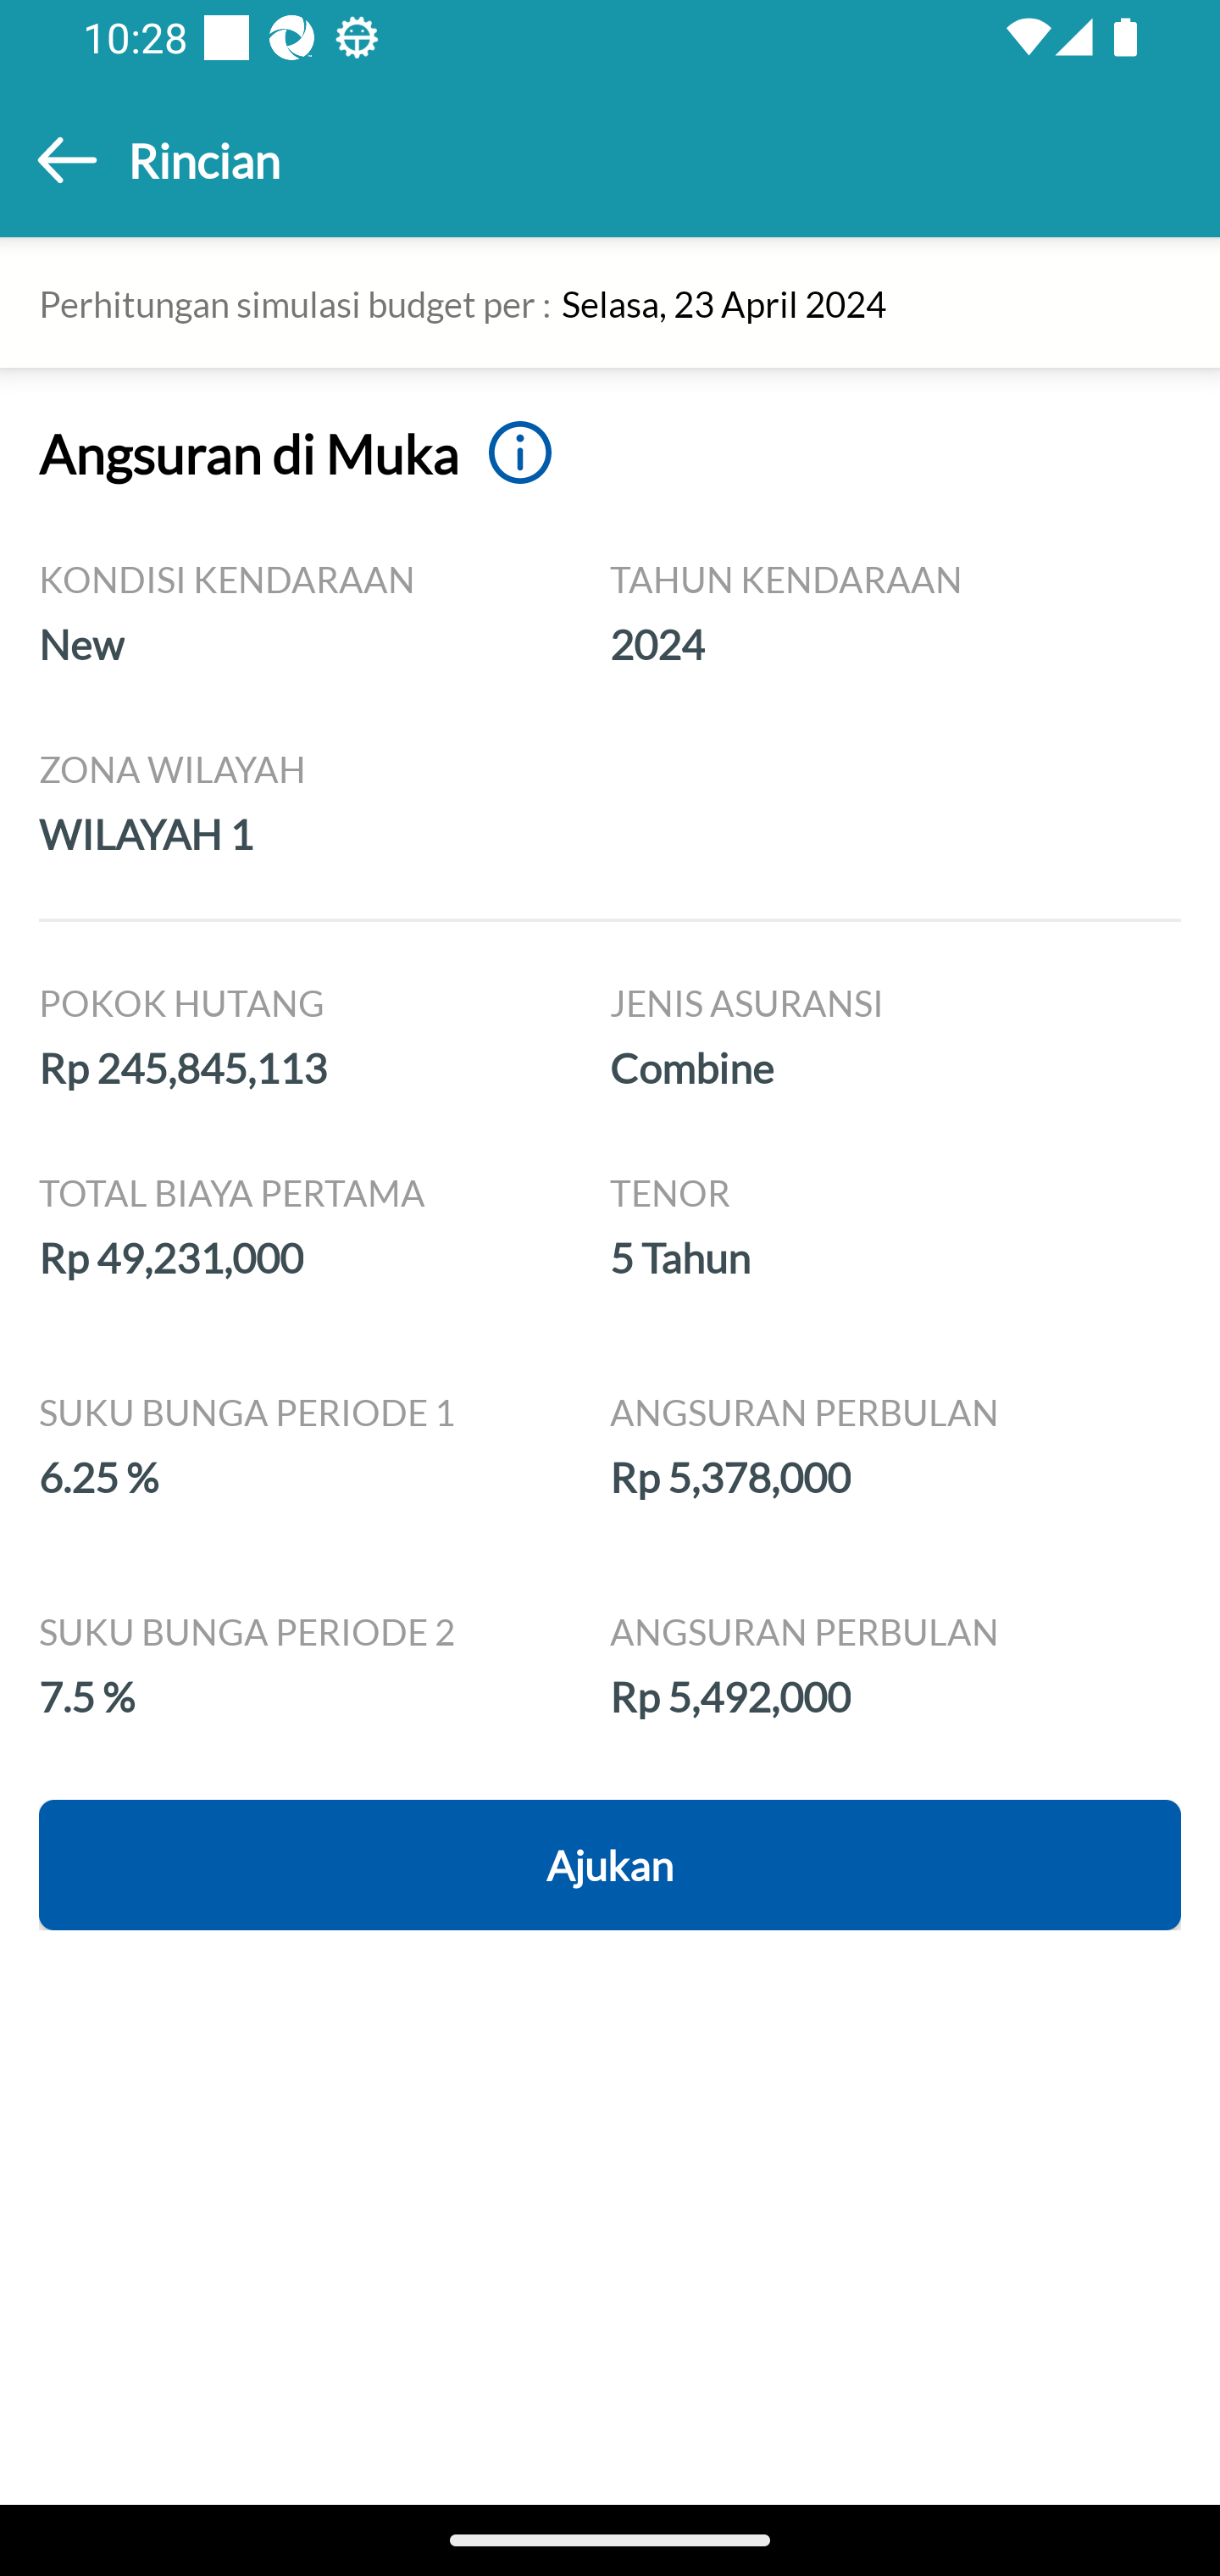 10:28
Rincian
Perhitungan simulasi budget per : Selasa, 23 April 2024
Angsuran di Muka
KONDISI KENDARAAN
New
TAHUN KENDARAAN
2024
ZONA WILAYAH
WILAYAH 1
POKOK HUTANG
Rp 245,845,113
JENIS ASURANSI
Combine
TOTAL BIAYA PERTAMA
Rp 49,231,000
TENOR
5 Tahun
SUKU BUNGA PERIODE 1
6.25 %
ANGSURAN PERBULAN
Rp 5,378,000
SUKU BUNGA PERIODE 2
7.5 %
ANGSURAN PERBULAN
Rp 5,492,000
Ajukan